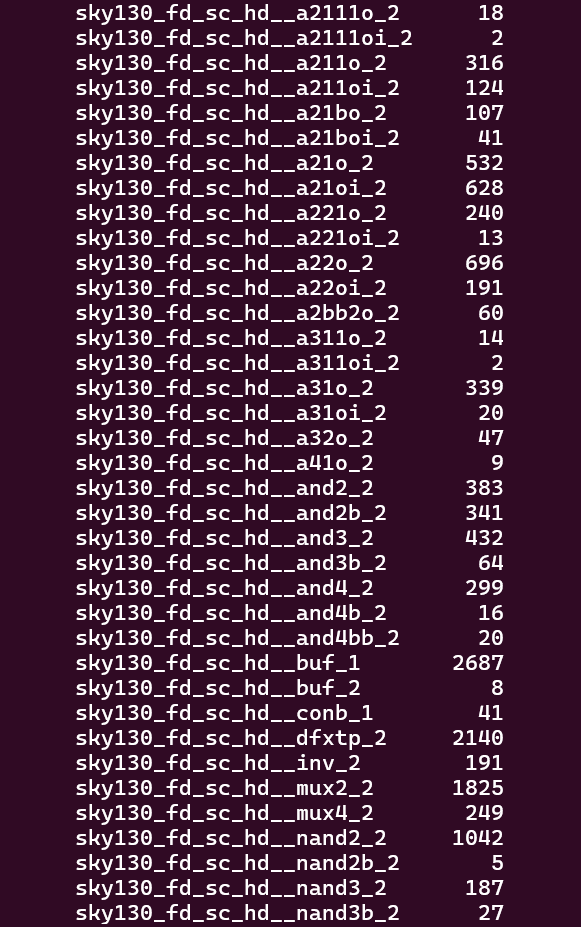 sky130_fd_sc_hd__a2111o_2 18
sky130_fd_sc_hd__a2111oi_2 2
sky130_fd_sc_hd__a211o_2 316
sky130_fd_sc_hd__a211oi_2 124
sky130_fd_sc_hd__a21bo_2 107
sky130_fd_sc_hd__a21boi_2 41
sky130_fd_sc_hd__a21o_2 532
sky130_fd_sc_hd__a21oi_2 628
sky130_fd_sc_hd__a221o_2 240
sky130_fd_sc_hd__a221oi_2 13
sky130_fd_sc_hd__a22o_2 696
sky130_fd_sc_hd__a22oi_2 191
sky130_fd_sc_hd__a2bb2o_2 60
sky130_fd_sc_hd__a311o_2 14
sky130_fd_sc_hd__a311oi_2 2
sky130_fd_sc_hd__a31o_2 339
sky130_fd_sc_hd__a31oi_2 20
sky130_fd_sc_hd__a32o_2 47
sky130_fd_sc_hd__a41o_2 9
sky130_fd_sc_hd__and2_2 383
sky130_fd_sc_hd__and2b_2 341
sky130_fd_sc_hd__and3_2 432
sky130_fd_sc_hd__and3b_2 64
sky130_fd_sc_hd__and4_2 299
sky130_fd_sc_hd__and4b_2 16
sky130_fd_sc_hd__and4bb_2 20
sky130_fd_sc_hd__buf_1 2687
sky130_fd_sc_hd__buf_2 8
sky130_fd_sc_hd__conb_1 41
sky130_fd_sc_hd__dfxtp_2 2140
sky130_fd_sc_hd__inv_2 191
sky130_fd_sc_hd__mux2_2 1825
sky130_fd_sc_hd__mux4_2 249
sky130_fd_sc_hd__nand2_2 1042
sky130_fd_sc_hd__nand2b_2 5
sky130_fd_sc_hd__nand3_2 187
sky130_fd_sc_hd__nand3b_2 27